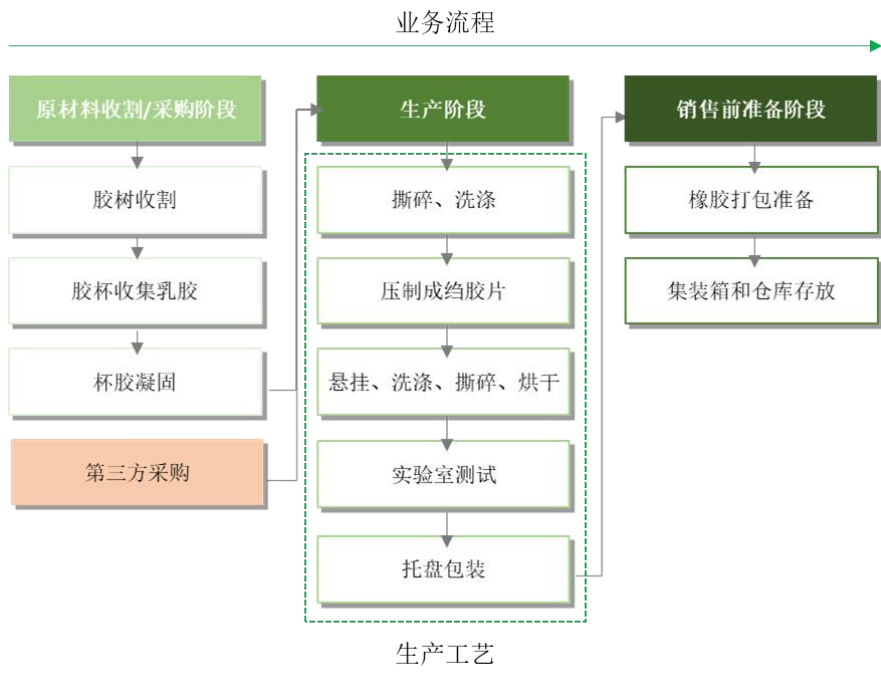 业务流程
原材料收割/采购阶段
胶树收割
胶杯收集乳胶
杯胶凝固
第三方采购
生产阶段
撕碎、洗涤
压制成绉胶片
悬挂、洗涤、撕碎、烘干
实验室测试
托盘包装
生产工艺
销售前准备阶段
橡胶打包准备
集装箱和仓库存放